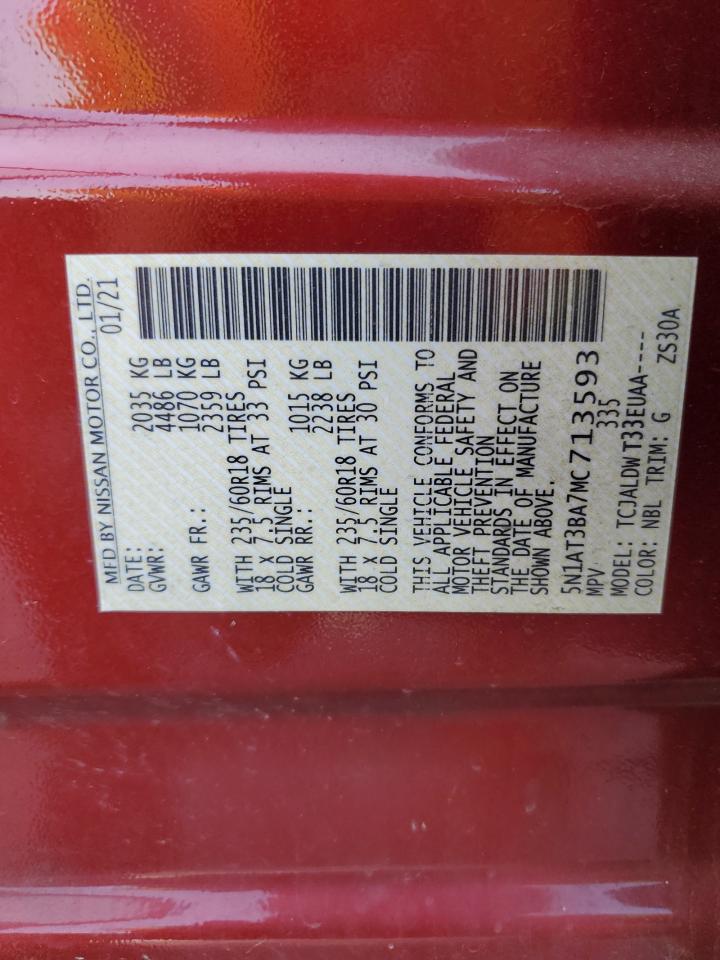 MFD BY NISSAN MOTOR CO., LTD.
DATE: 01/21
GVWR: 2035 KG
4486 LB
GAWR FR.: 1070 KG
2359 LB
WITH 235/60R18 TIRES
18 x 7.5 RIMS AT 33 PSI
COLD SINGLE
GAWR RR.: 1015 KG
2238 LB
WITH 235/60R18 TIRES
18 x 7.5 RIMS AT 30 PSI
COLD SINGLE
THIS VEHICLE CONFORMS TO
ALL APPLICABLE FEDERAL
MOTOR VEHICLE SAFETY AND
THEFT PREVENTION
STANDARDS IN EFFECT ON
THE DATE OF MANUFACTURE
SHOWN ABOVE.
5N1AT3BA7MC713593
MPV 335
MODEL: TCJALDW T33EUAA----
COLOR: NBL TRIM: G ZS30A